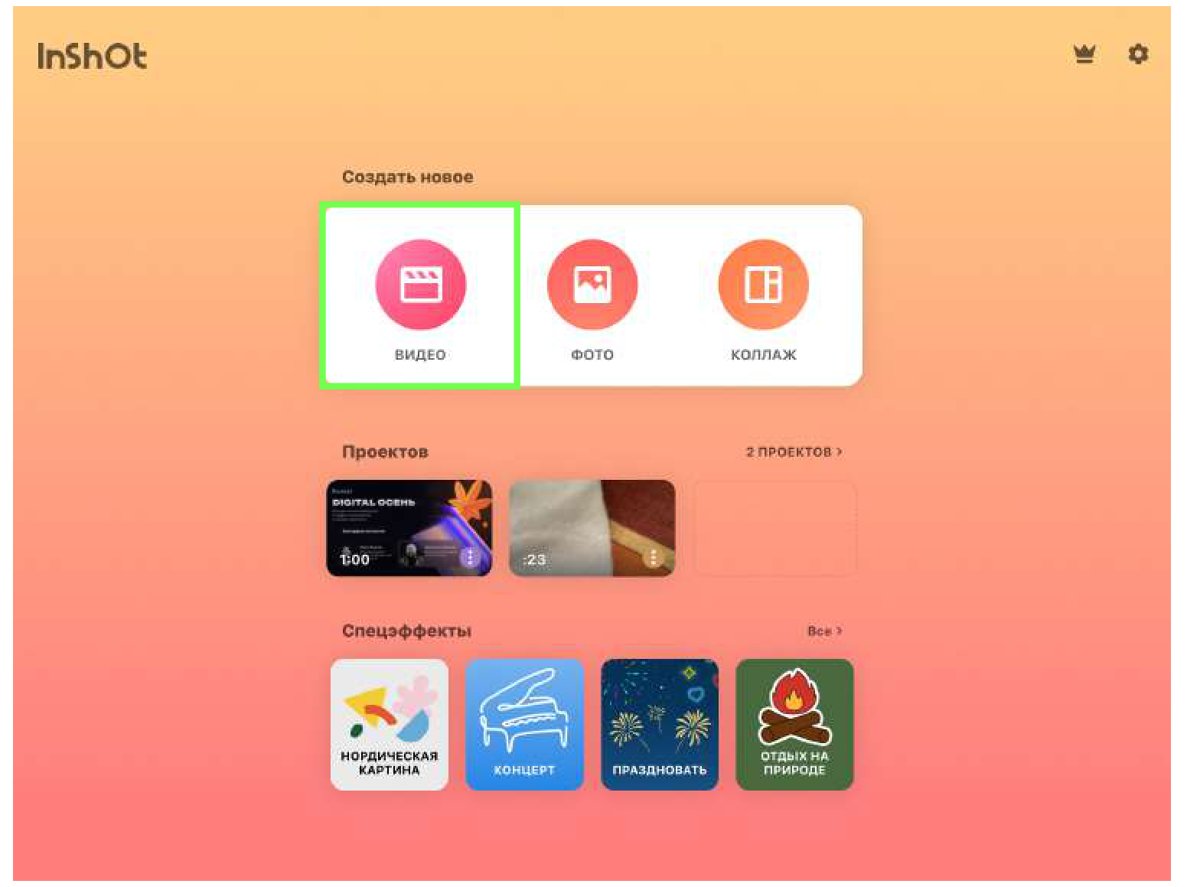 InShOt
Создать новое
ВИДЕО
ФОТО
КОЛЛАЖ
Проектов
2 ПРОЕКТОВ >
DIGITAL ОСЕНЬ
1:00
:23
Спецэффекты
Все >
НОРДИЧЕСКАЯ
КАРТИНА
КОНЦЕРТ
ПРАЗДНОВАТЬ
ОТДЫХ НА
ПРИРОДЕ